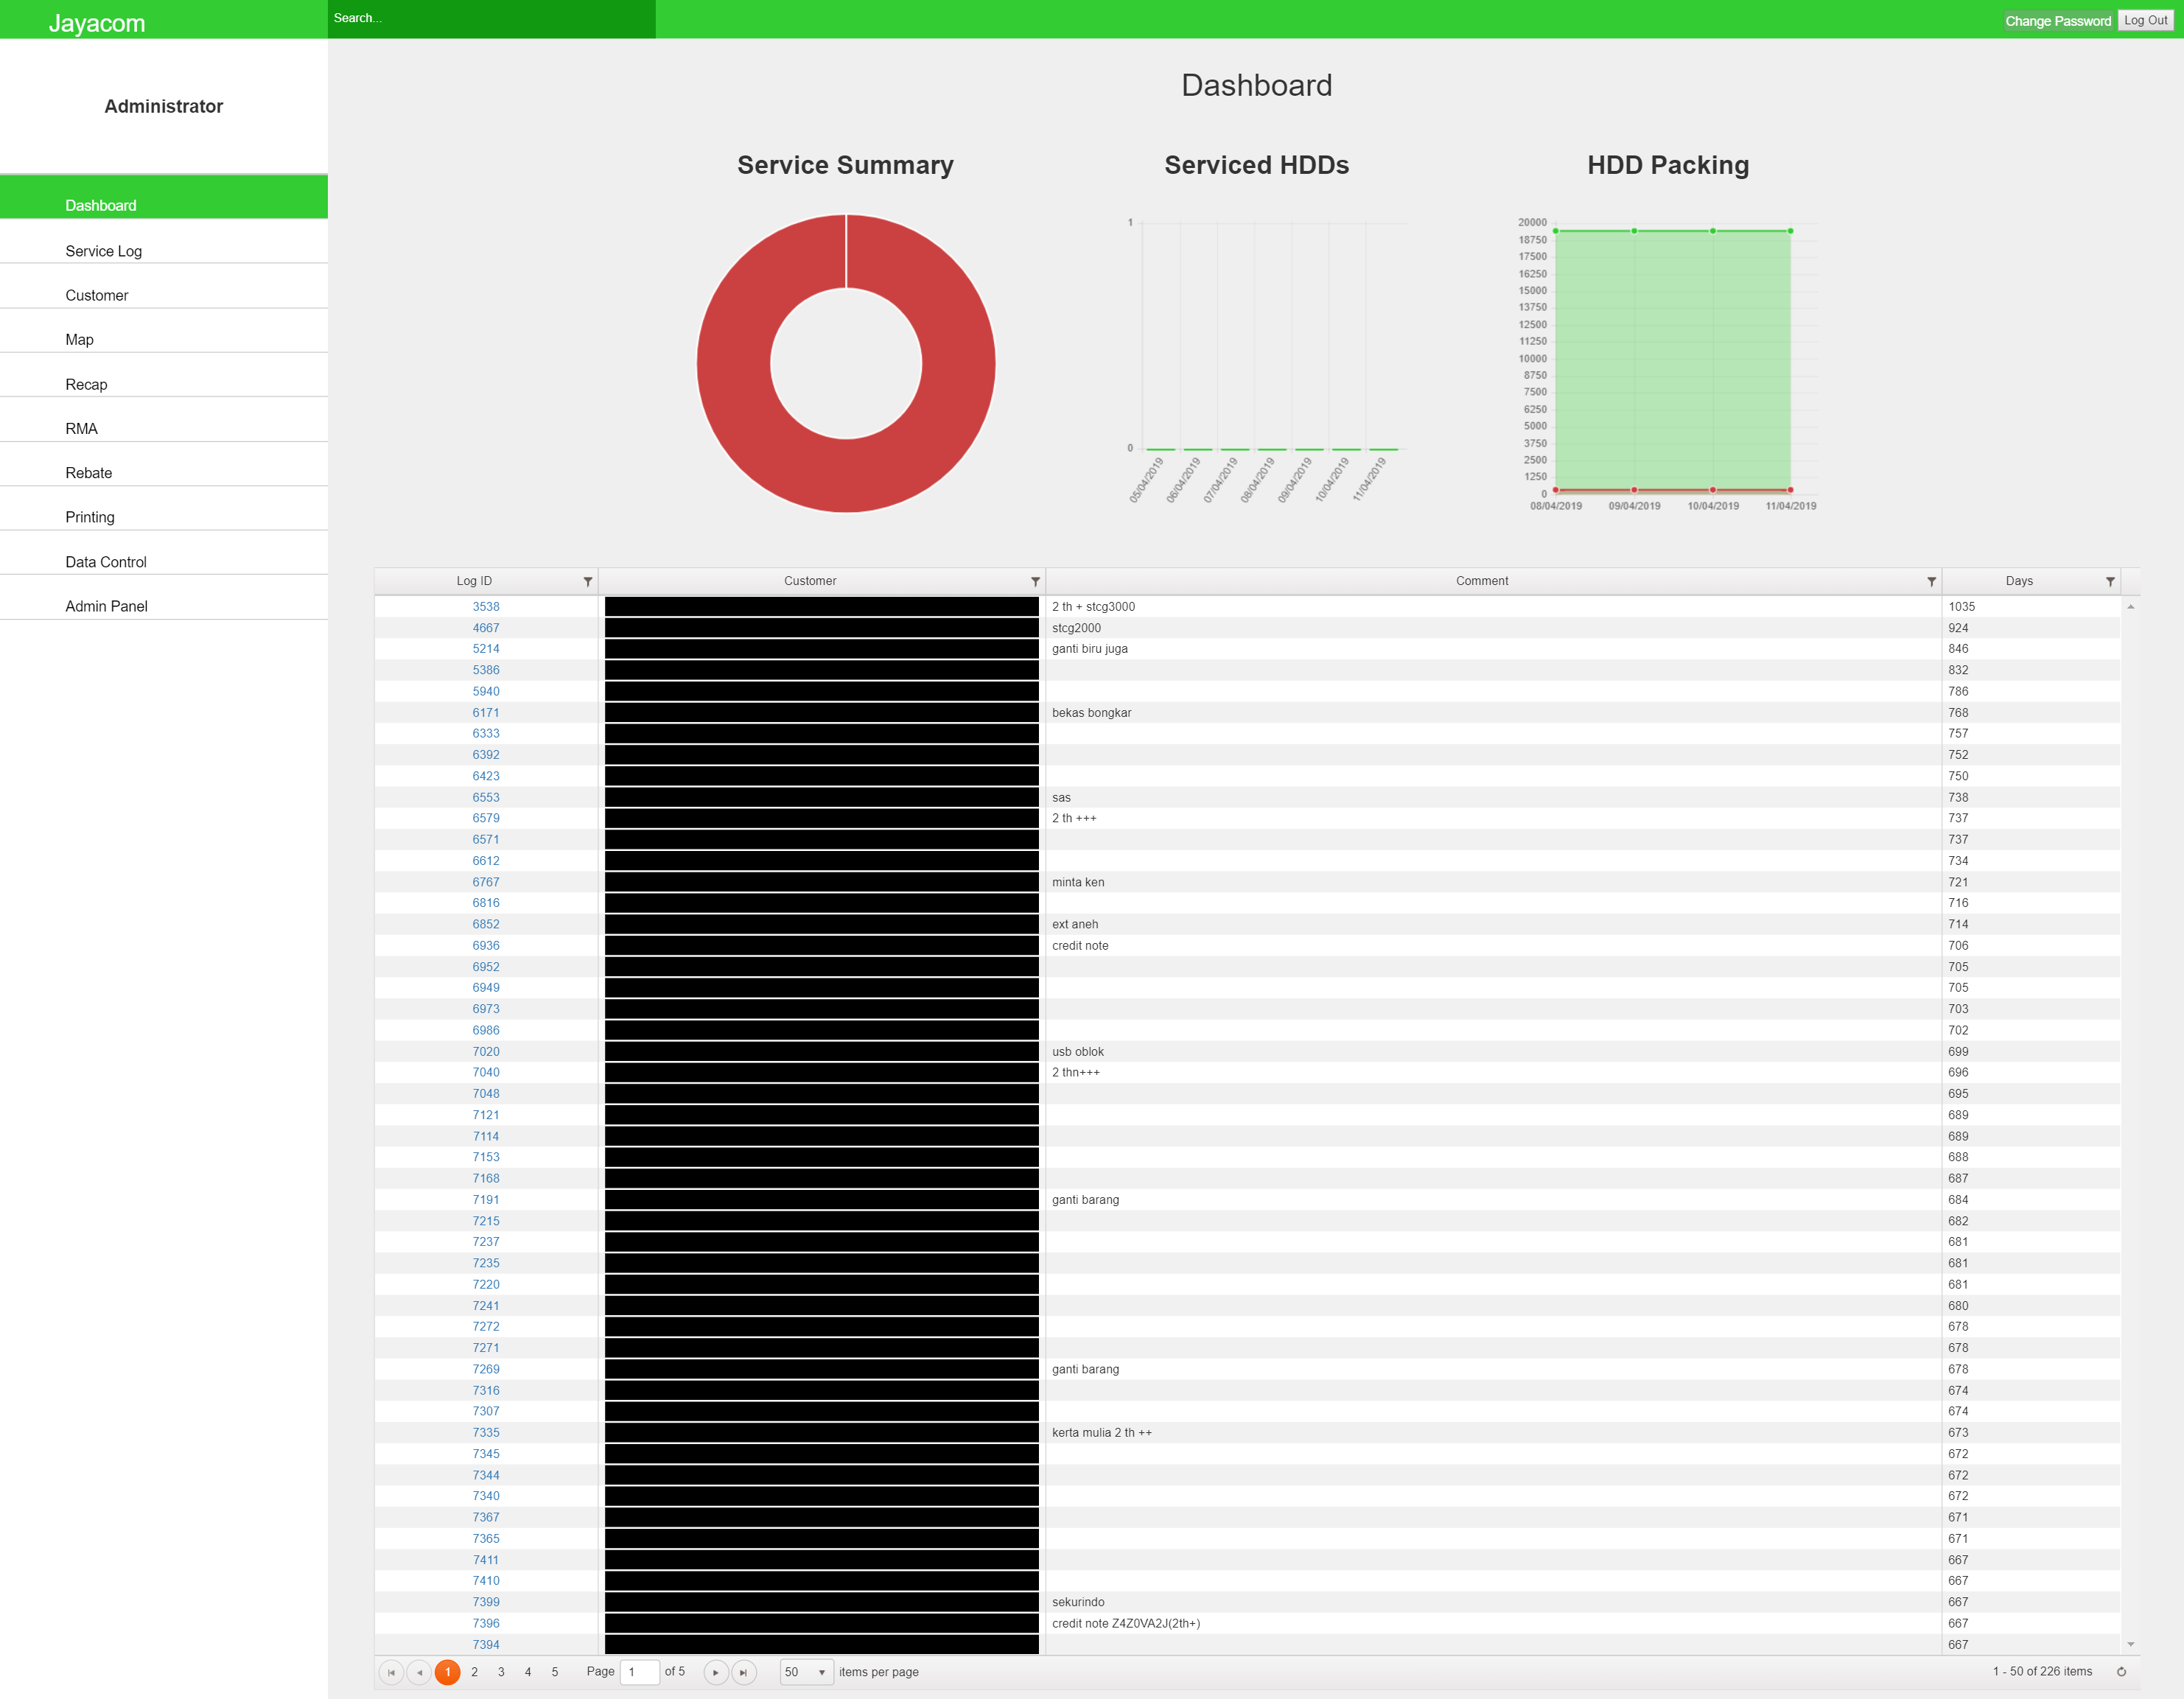 Jayacom Search... Change Password Log Out
Administrator
Dashboard
Service Log
Customer
Map
Recap
RMA
Rebate
Printing
Data Control
Admin Panel
Dashboard
Service Summary
Serviced HDDs
1
0
05/04/2019 06/04/2019 07/04/2019 08/04/2019 09/04/2019 10/04/2019 11/04/2019
HDD Packing
20000
18750
17500
16250
15000
13750
12500
11250
10000
8750
7500
6250
5000
3750
2500
1250
0
08/04/2019 09/04/2019 10/04/2019 11/04/2019
Log ID Customer Comment Days
3538 2 th + stcg3000 1035
4667 stcg2000 924
5214 ganti biru juga 846
5386 832
5940 786
6171 bekas bongkar 768
6333 757
6392 752
6423 750
6553 sas 738
6579 2 th +++ 737
6571 737
6612 734
6767 minta ken 721
6816 716
6852 ext aneh 714
6936 credit note 706
6952 705
6949 705
6973 703
6986 702
7020 usb oblok 699
7040 2 thn+++ 696
7048 695
7121 689
7114 689
7153 688
7168 687
7191 ganti barang 684
7215 682
7237 681
7235 681
7220 681
7241 680
7272 678
7271 678
7269 ganti barang 678
7316 674
7307 674
7335 kerta mulia 2 th ++ 673
7345 672
7344 672
7340 672
7367 671
7365 671
7411 667
7410 667
7399 sekurindo 667
7396 credit note Z4Z0VA2J(2th+) 667
7394 667
1 2 3 4 5 Page 1 of 5 50 items per page 1 - 50 of 226 items